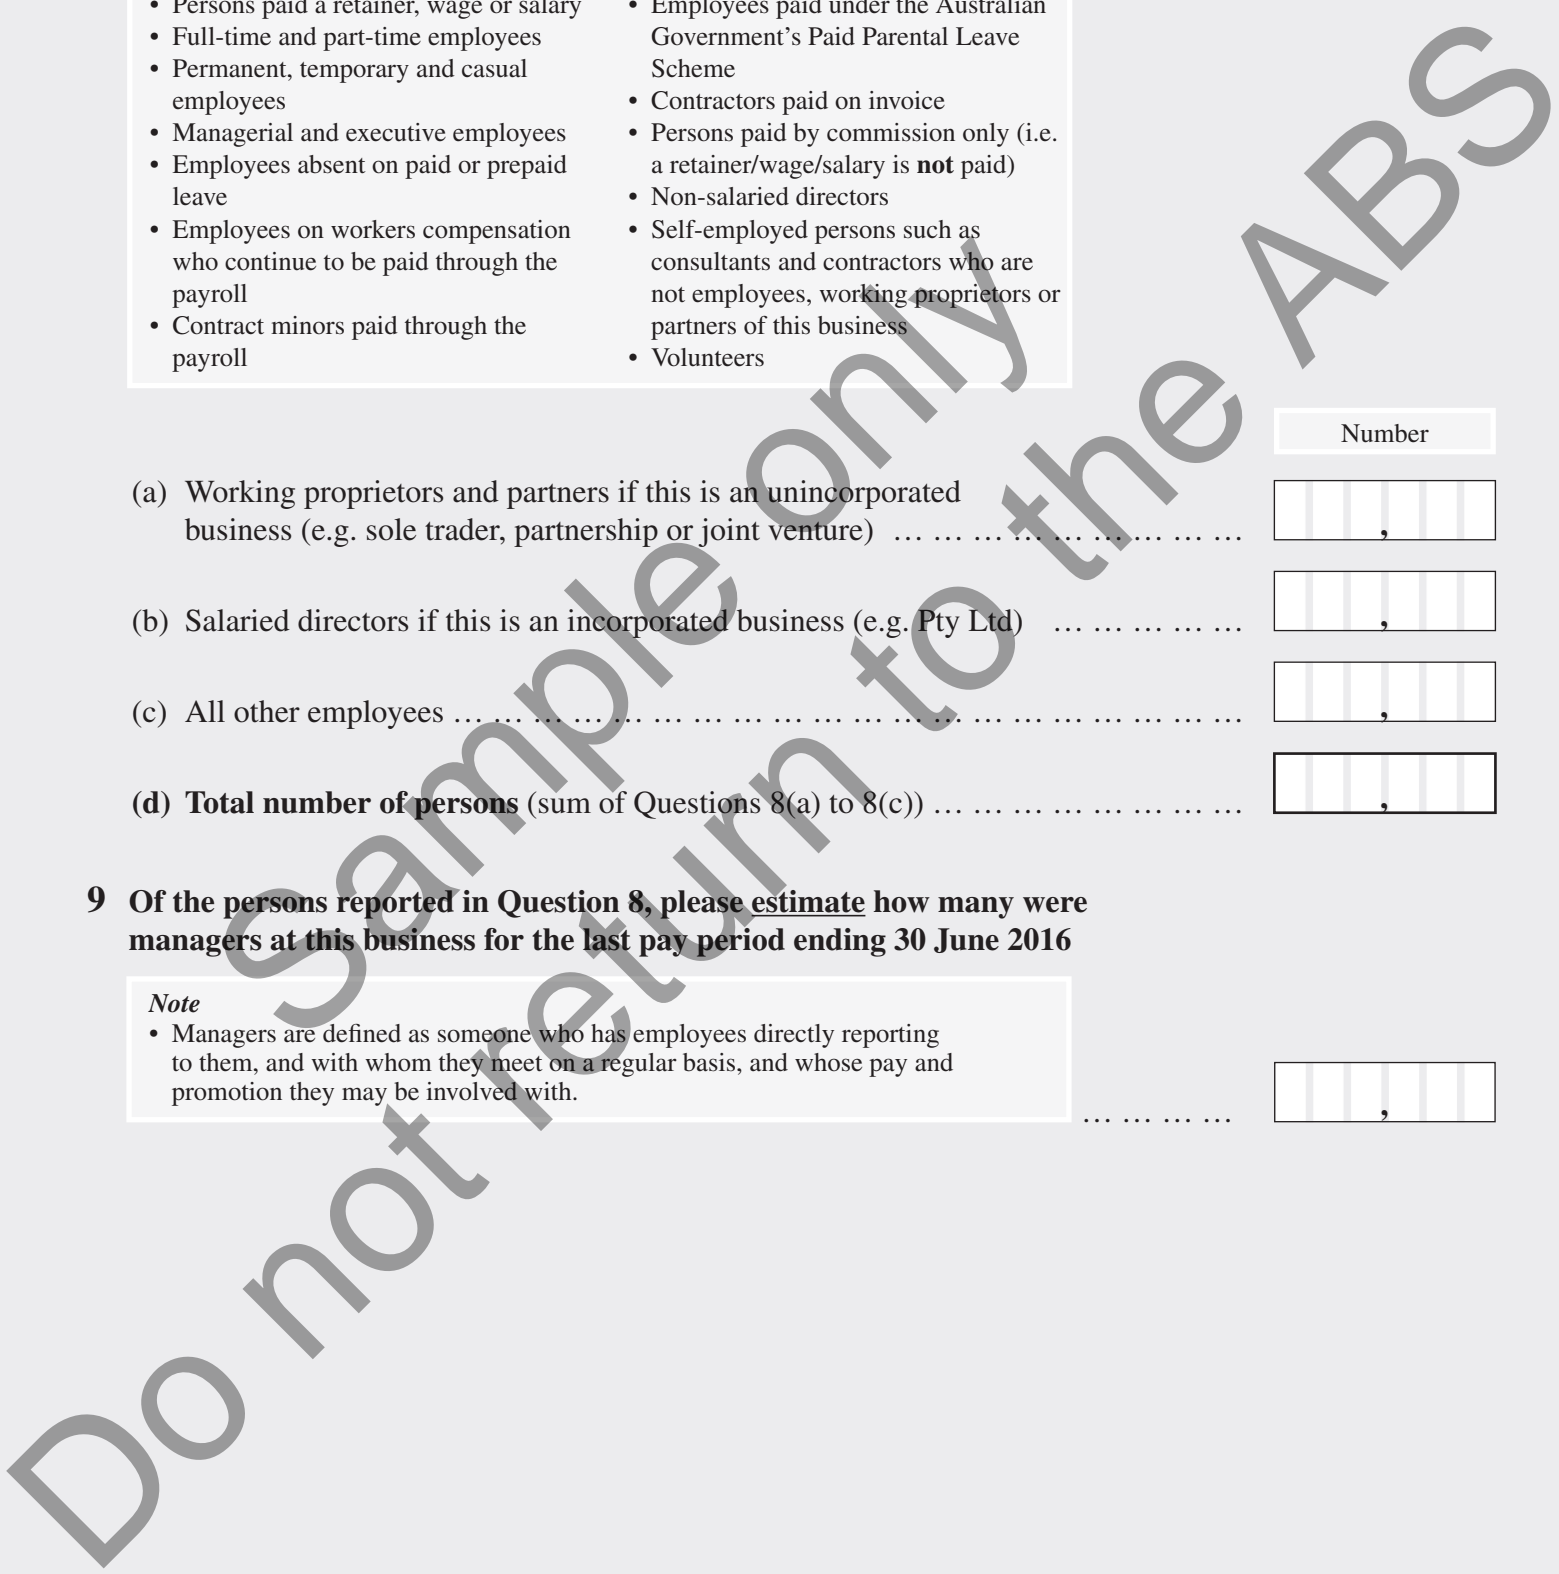 • Persons paid a retainer, wage or salary
• Full-time and part-time employees
• Permanent, temporary and casual
employees
• Managerial and executive employees
• Employees absent on paid or prepaid
leave
• Employees on workers compensation
who continue to be paid through the
payroll
• Contract minors paid through the
payroll
• Employees paid under the Australian
Government’s Paid Parental Leave
Scheme
• Contractors paid on invoice
• Persons paid by commission only (i.e.
a retainer/wage/salary is not paid)
• Non-salaried directors
• Self-employed persons such as
consultants and contractors who are
not employees, working proprietors or
partners of this business
• Volunteers
Number
(a) Working proprietors and partners if this is an unincorporated
business (e.g. sole trader, partnership or joint venture) … … … … … … … … … ,
(b) Salaried directors if this is an incorporated business (e.g. Pty Ltd) … … … … … ,
(c) All other employees … … … … … … … … … … … … … … … … … … … … ,
(d) Total number of persons (sum of Questions 8(a) to 8(c)) … … … … … … … … ,
9 Of the persons reported in Question 8, please estimate how many were
managers at this business for the last pay period ending 30 June 2016
Note
• Managers are defined as someone who has employees directly reporting
to them, and with whom they meet on a regular basis, and whose pay and
promotion they may be involved with.
… … … … ,
Sample only
Do not return to the ABS